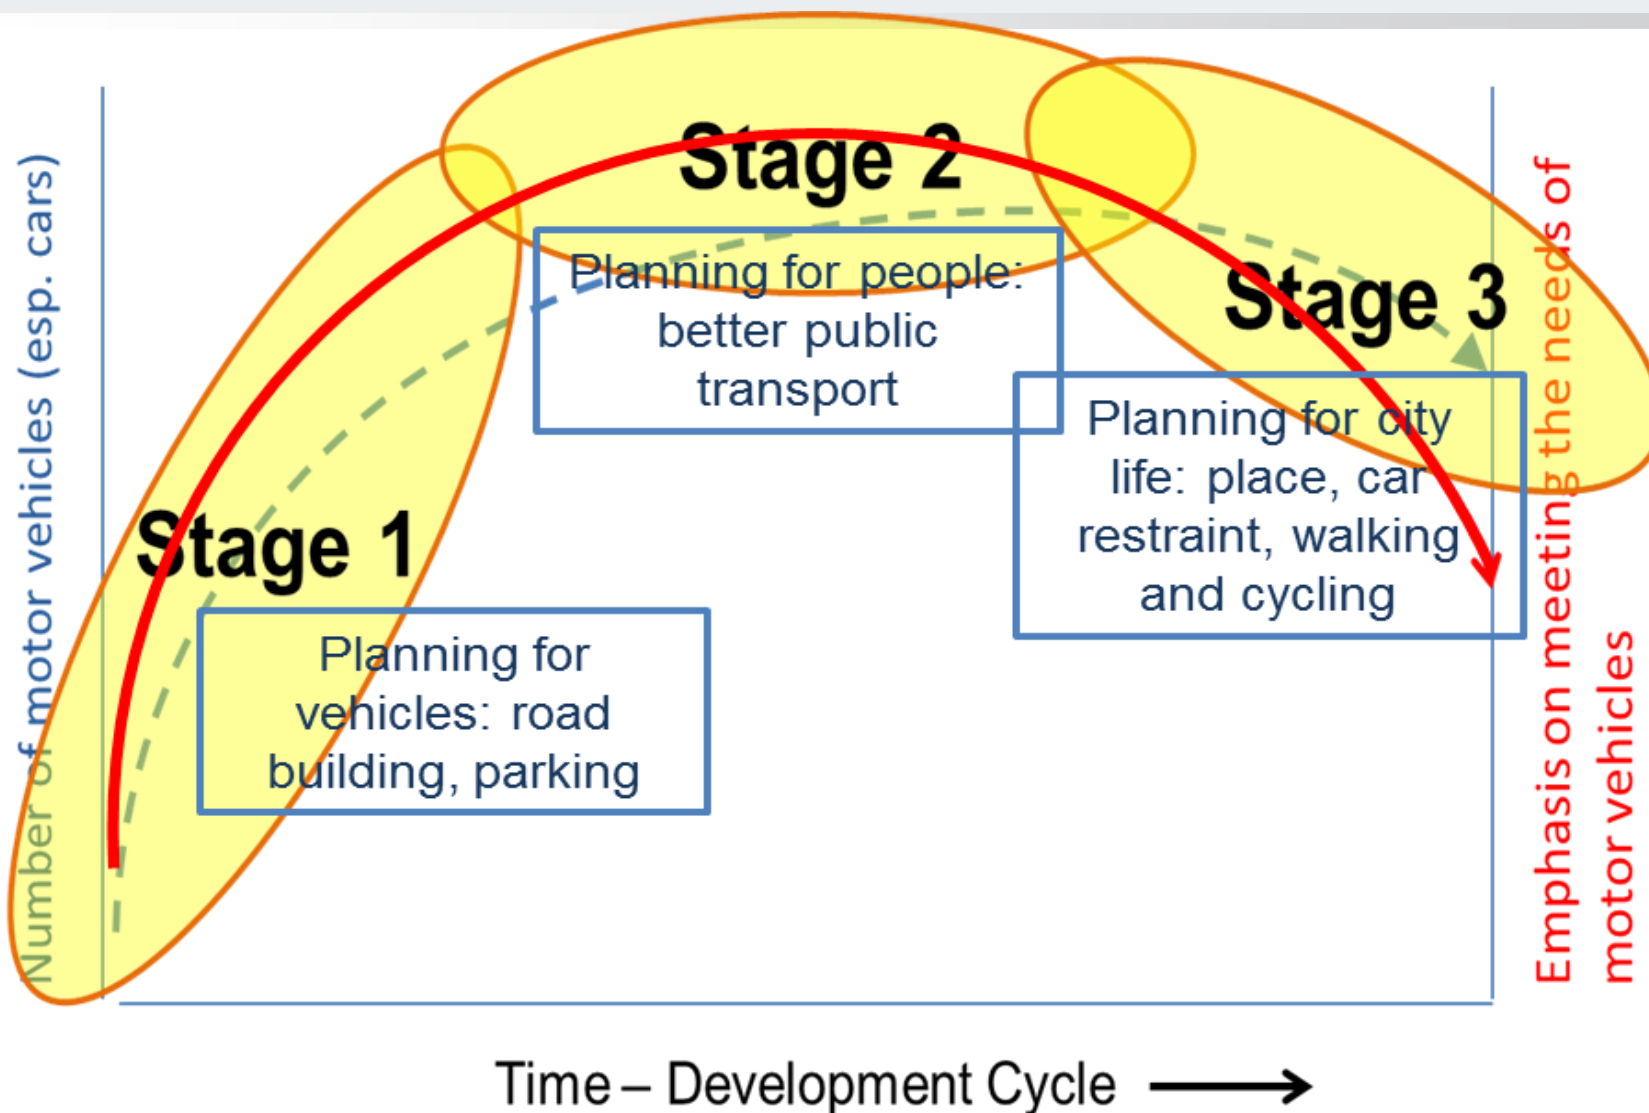 Number of motor vehicles (esp. cars)
Stage 1
Planning for
vehicles: road
building, parking
Stage 2
Planning for people:
better public
transport
Stage 3
Planning for city
life: place, car
restraint, walking
and cycling
Emphasis on meeting the needs of
motor vehicles
Time – Development Cycle